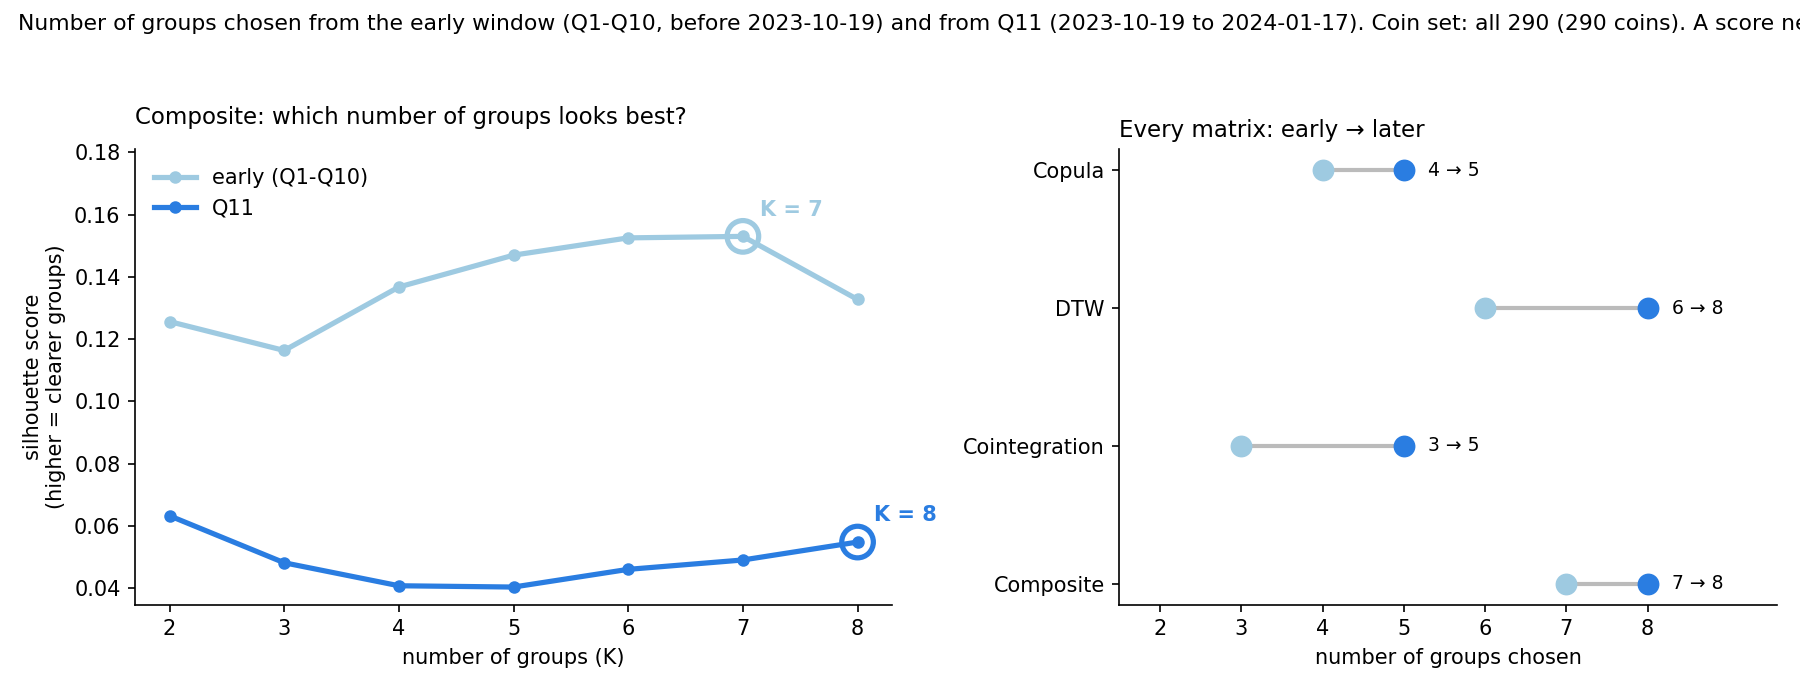 Number of groups chosen from the early window (Q1-Q10, before 2023-10-19) and from Q11 (2023-10-19 to 2024-01-17). Coin set: all 290 (290 coins). A score
Composite: which number of groups looks best?
0.18
0.16
0.14
0.12
0.10
0.08
0.06
0.04
silhouette score
(higher = clearer groups)
early (Q1-Q10)
Q11
K = 7
K = 8
2 3 4 5 6 7 8
number of groups (K)
Every matrix: early → later
Copula
4 → 5
DTW
6 → 8
Cointegration
3 → 5
Composite
7 → 8
2 3 4 5 6 7 8
number of groups chosen